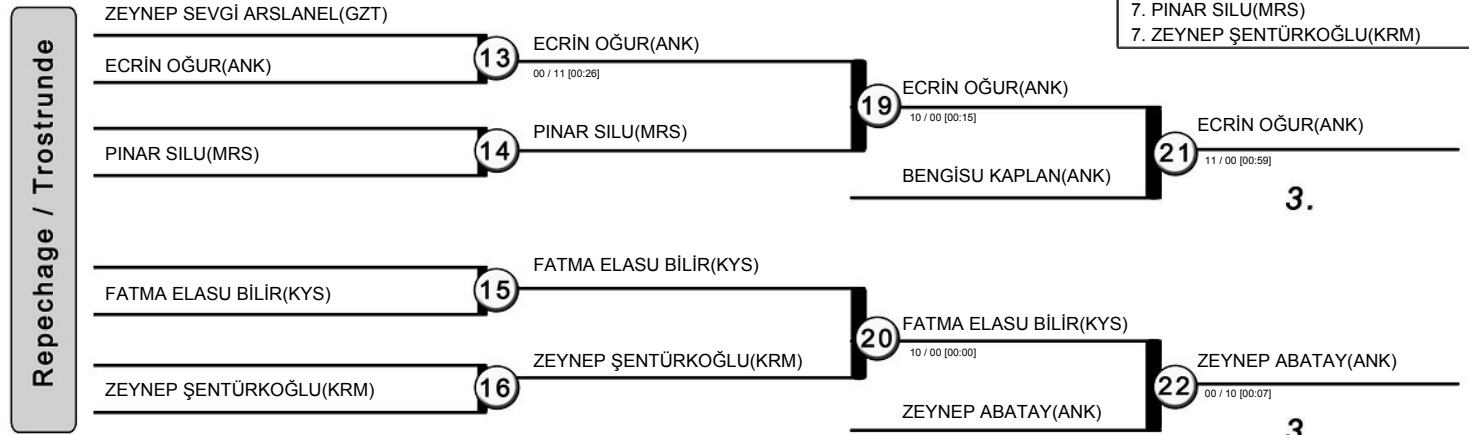 7. PINAR SILU(MRS)
7. ZEYNEP ŞENTÜRKOĞLU(KRM)
Repechage / Trostrunde
ZEYNEP SEVGİ ARSLANEL(GZT)
ECRİN OĞUR(ANK)
13
ECRİN OĞUR(ANK)
00 / 11 [00:26]
PINAR SILU(MRS)
14
PINAR SILU(MRS)
19
ECRİN OĞUR(ANK)
10 / 00 [00:15]
BENGİSU KAPLAN(ANK)
21
ECRİN OĞUR(ANK)
11 / 00 [00:59]
3.
FATMA ELASU BİLİR(KYS)
15
FATMA ELASU BİLİR(KYS)
ZEYNEP ŞENTÜRKOĞLU(KRM)
16
ZEYNEP ŞENTÜRKOĞLU(KRM)
20
FATMA ELASU BİLİR(KYS)
10 / 00 [00:00]
ZEYNEP ABATAY(ANK)
22
ZEYNEP ABATAY(ANK)
00 / 10 [00:07]
3